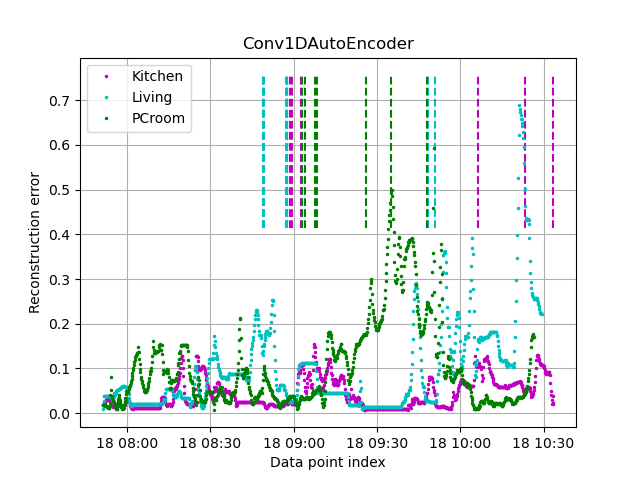 Conv1DAutoEncoder
Kitchen
Living
PCroom
Reconstruction error
0.7
0.6
0.5
0.4
0.3
0.2
0.1
0.0
18 08:00 18 08:30 18 09:00 18 09:30 18 10:00 18 10:30
Data point index